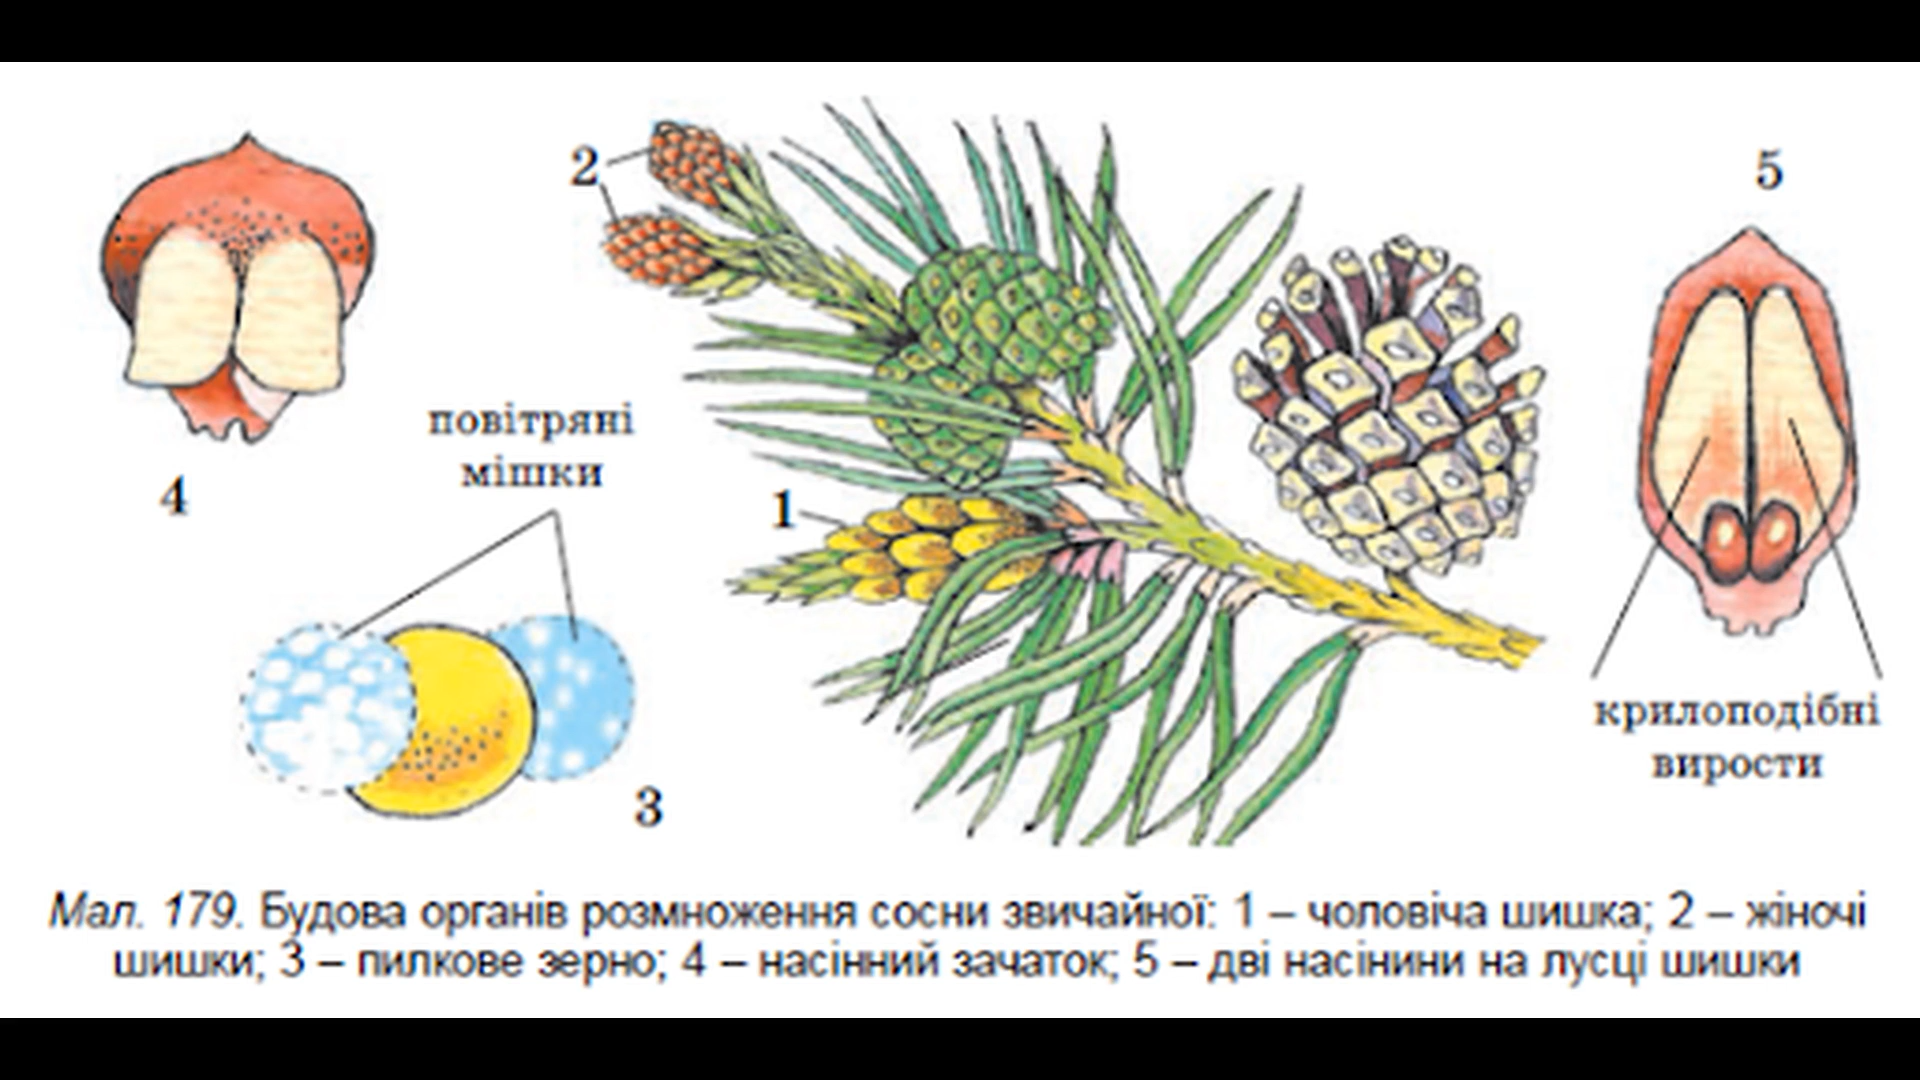 2
5
4
повітряні
мішки
1
3
крилоподібні
вирости
Мал. 179. Будова органів розмноження сосни звичайної: 1 – чоловіча шишка; 2 – жіночі
шишки; 3 – пилкове зерно; 4 – насінний зачаток; 5 – дві насінини на лусці шишки